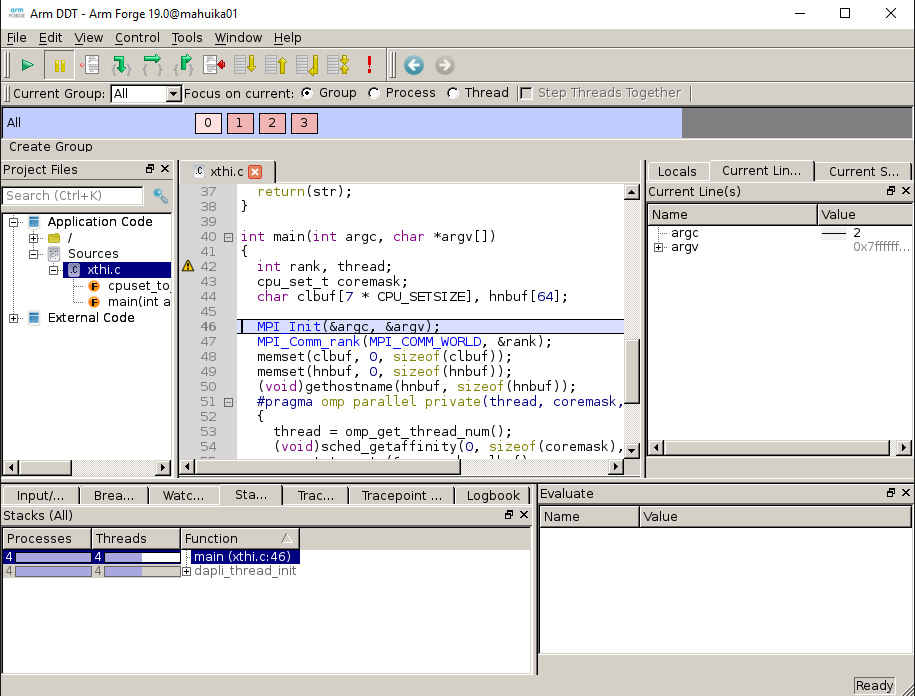 arm FORGE Arm DDT - Arm Forge 19.0@mahuika01
File Edit View Control Tools Window Help
Current Group: All Focus on current: Group Process Thread Step Threads Together
All 0 1 2 3
Create Group
Project Files
Search (Ctrl+K)
Application Code
/
Sources
.C xthi.c
F cpuset_to
F main(int a
External Code
.C xthi.c
37 return(str);
38 }
39
40 int main(int argc, char *argv[])
41 {
42 int rank, thread;
43 cpu_set_t coremask;
44 char clbuf[7 * CPU_SETSIZE], hnbuf[64];
45
46 MPI_Init(&argc, &argv);
47 MPI_Comm_rank(MPI_COMM_WORLD, &rank);
48 memset(clbuf, 0, sizeof(clbuf));
49 memset(hnbuf, 0, sizeof(hnbuf));
50 (void)gethostname(hnbuf, sizeof(hnbuf));
51 #pragma omp parallel private(thread, coremask,
52 {
53 thread = omp_get_thread_num();
54 (void)sched_getaffinity(0, sizeof(coremask),
Locals Current Lin... Current S...
Current Line(s)
Name Value
argc 2
argv 0x7ffffff...
Input/... Brea... Watc... Sta... Trac... Tracepoint ... Logbook
Stacks (All)
Processes Threads Function
4 4 main (xthi.c:46)
4 4 dapli_thread_init
Evaluate
Name Value
Ready